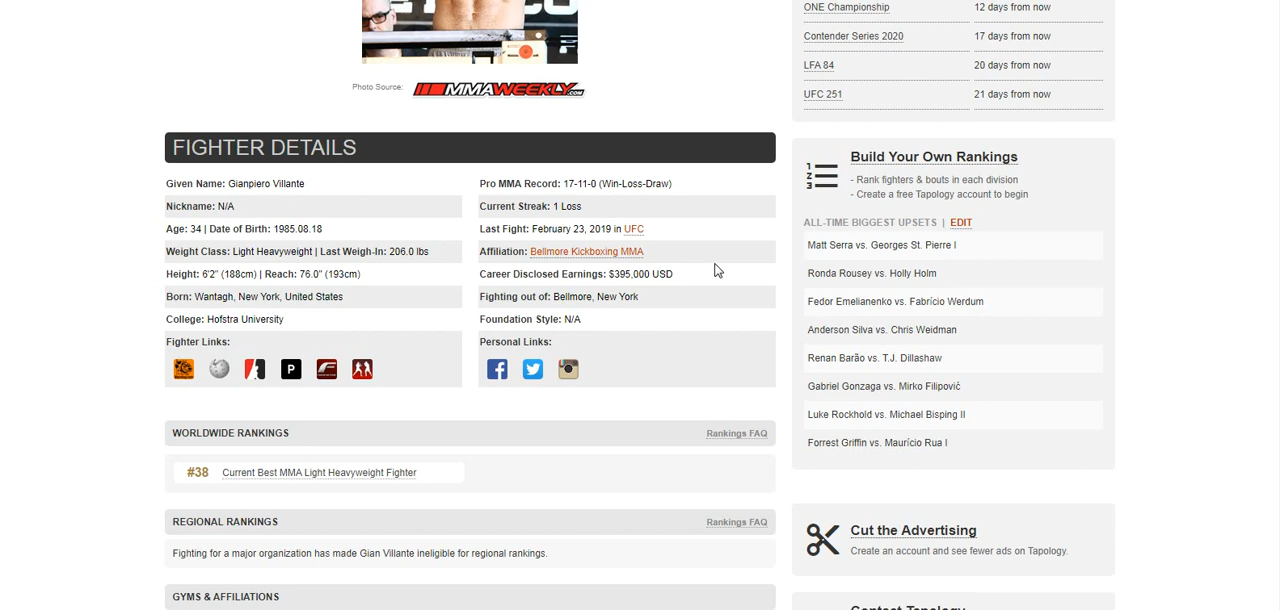 ONE Championship 12 days from now
Contender Series 2020 17 days from now
LFA 84 20 days from now
UFC 251 21 days from now
Photo Source: MMAWEEKLY.COM
FIGHTER DETAILS
Given Name: Gianpiero Villante
Pro MMA Record: 17-11-0 (Win-Loss-Draw)
Nickname: N/A
Current Streak: 1 Loss
Age: 34 | Date of Birth: 1985.08.18
Last Fight: February 23, 2019 in UFC
Weight Class: Light Heavyweight | Last Weigh-In: 206.0 lbs
Affiliation: Bellmore Kickboxing MMA
Height: 6'2" (188cm) | Reach: 76.0" (193cm)
Career Disclosed Earnings: $395,000 USD
Born: Wantagh, New York, United States
Fighting out of: Bellmore, New York
College: Hofstra University
Foundation Style: N/A
Fighter Links:
Personal Links:
P
WORLDWIDE RANKINGS Rankings FAQ
#38 Current Best MMA Light Heavyweight Fighter
REGIONAL RANKINGS Rankings FAQ
Fighting for a major organization has made Gian Villante ineligible for regional rankings.
GYMS & AFFILIATIONS
Build Your Own Rankings
- Rank fighters & bouts in each division
- Create a free Tapology account to begin
ALL-TIME BIGGEST UPSETS | EDIT
Matt Serra vs. Georges St. Pierre I
Ronda Rousey vs. Holly Holm
Fedor Emelianenko vs. Fabrício Werdum
Anderson Silva vs. Chris Weidman
Renan Barão vs. T.J. Dillashaw
Gabriel Gonzaga vs. Mirko Filipović
Luke Rockhold vs. Michael Bisping II
Forrest Griffin vs. Maurício Rua I
Cut the Advertising
Create an account and see fewer ads on Tapology.
Contact Tapology